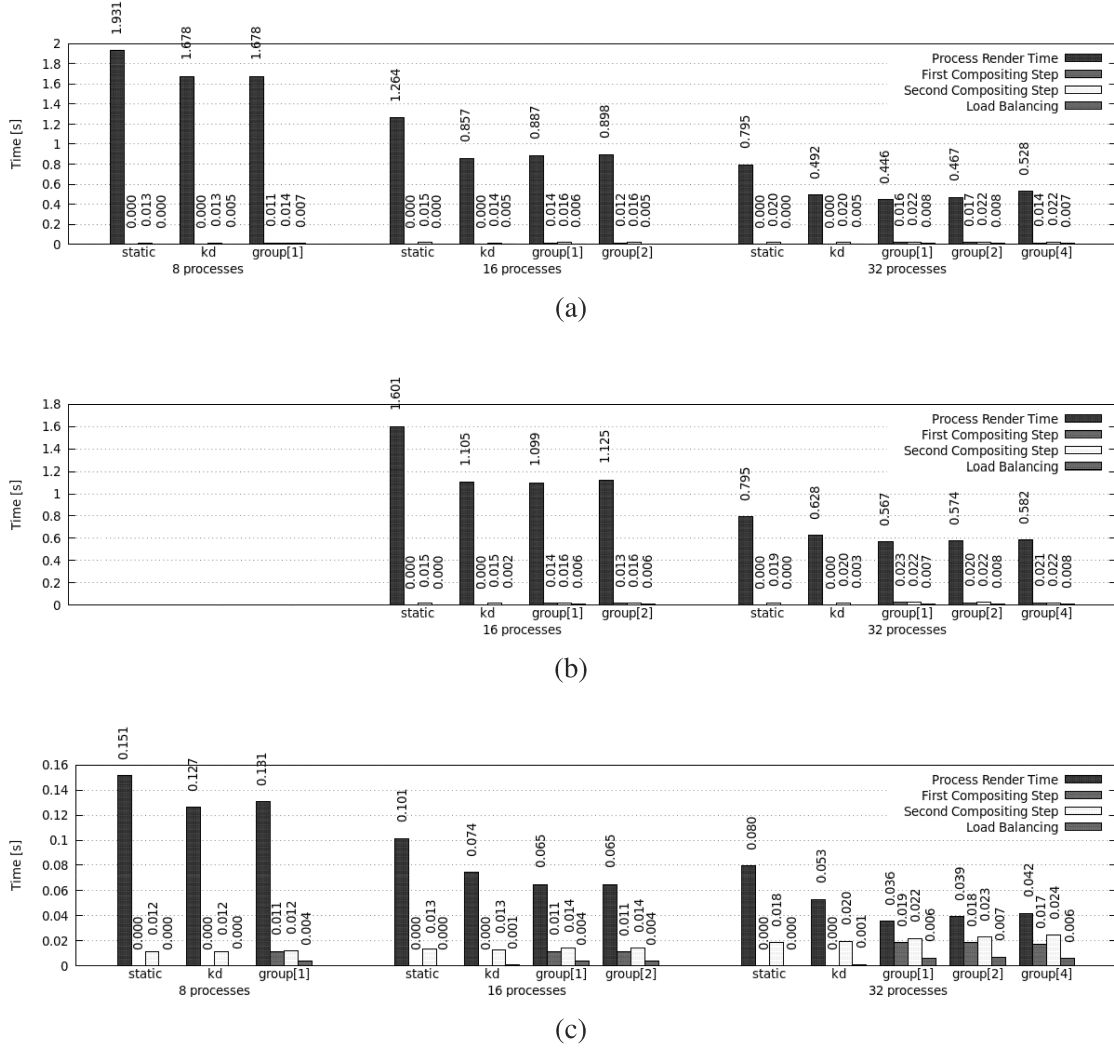 1.931 1.678 1.678
2 1.8 1.6 1.4 1.2 1 0.8 0.6 0.4 0.2 0
Time [s]
Process Render Time
First Compositing Step
Second Compositing Step
Load Balancing
1.264 0.857 0.887 0.898 0.795 0.492 0.446 0.467 0.528
0.000 0.013 0.000 0.000 0.013 0.005 0.011 0.014 0.007 0.000 0.015 0.000 0.000 0.014 0.005 0.014 0.016 0.006 0.012 0.016 0.005 0.000 0.020 0.000 0.000 0.020 0.005 0.016 0.022 0.008 0.017 0.022 0.008 0.014 0.022 0.007
static kd group[1] static kd group[1] group[2] static kd group[1] group[2] group[4]
8 processes 16 processes 32 processes
(a)
1.601 1.105 1.099 1.125 0.795 0.628 0.567 0.574 0.582
1.8 1.6 1.4 1.2 1 0.8 0.6 0.4 0.2 0
Time [s]
Process Render Time
First Compositing Step
Second Compositing Step
Load Balancing
0.000 0.015 0.000 0.000 0.015 0.002 0.014 0.016 0.006 0.013 0.016 0.006 0.000 0.019 0.000 0.000 0.020 0.003 0.023 0.022 0.007 0.020 0.022 0.008 0.021 0.022 0.008
static kd group[1] group[2] static kd group[1] group[2] group[4]
16 processes 32 processes
(b)
0.151 0.127 0.131 0.101 0.074 0.065 0.065 0.080 0.053 0.036 0.039 0.042
0.16 0.14 0.12 0.1 0.08 0.06 0.04 0.02 0
Time [s]
Process Render Time
First Compositing Step
Second Compositing Step
Load Balancing
0.000 0.012 0.000 0.000 0.012 0.000 0.011 0.012 0.004 0.000 0.013 0.000 0.000 0.013 0.001 0.011 0.014 0.004 0.011 0.014 0.004 0.000 0.018 0.000 0.000 0.020 0.001 0.019 0.022 0.006 0.018 0.023 0.007 0.017 0.024 0.006
static kd group[1] static kd group[1] group[2] static kd group[1] group[2] group[4]
8 processes 16 processes 32 processes
(c)